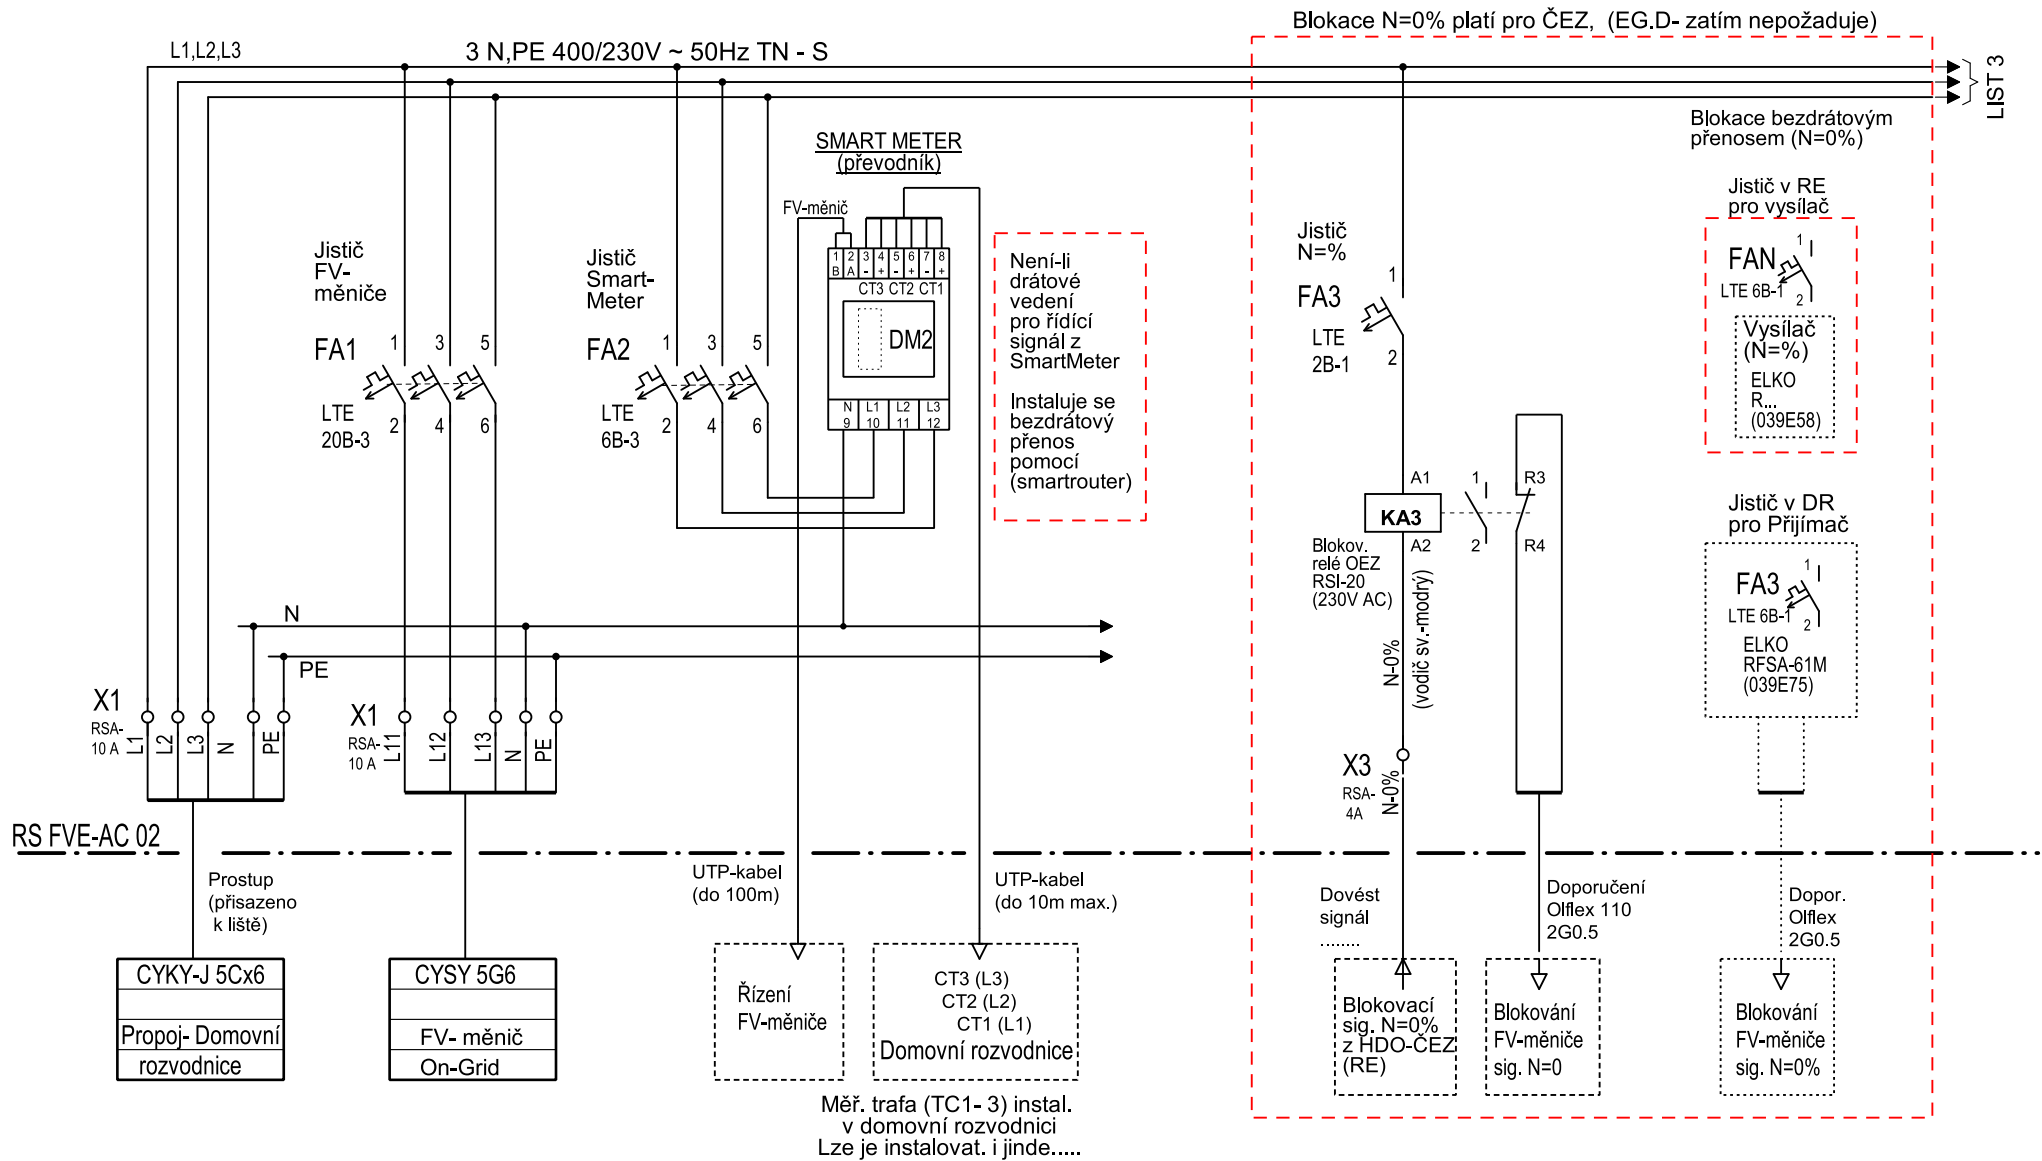 Blokace N=0% platí pro ČEZ,  (EG.D- zatím nepožaduje)
L1,L2,L3
3 N,PE 400/230V ~ 50Hz TN - S
LIST 3
Blokace bezdrátovým
přenosem (N=0%)
SMART METER
(převodník)
FV-měnič
1 2 3 4 5 6 7 8
B A - + - + - +
CT3 CT2 CT1
DM2
N L1 L2 L3
9 10 11 12
Jistič
FV-
měniče
FA1
LTE
20B-3
1 3 5
2 4 6
Jistič
Smart-
Meter
FA2
LTE
6B-3
1 3 5
2 4 6
Není-li
drátové
vedení
pro řídící
signál z
SmartMeter
Instaluje se
bezdrátový
přenos
pomocí
(smartrouter)
Jistič
N=%
FA3
LTE
2B-1
1
2
A1
KA3
A2
1
2
R3
R4
Blokov.
relé OEZ
RSI-20
(230V AC)
N-0%
(vodič sv.-modrý)
X3
RSA-
4A
N-0%
Jistič v RE
pro vysílač
FAN
LTE 6B-1
1
2
Vysílač
(N=%)
ELKO
R...
(039E58)
Jistič v DR
pro Přijímač
FA3
LTE 6B-1
1
2
ELKO
RFSA-61M
(039E75)
N
PE
X1
RSA-
10 A
L1 L2 L3 N PE
X1
RSA-
10 A
L11 L12 L13 N PE
RS FVE-AC 02
Prostup
(přisazeno
k liště)
UTP-kabel
(do 100m)
UTP-kabel
(do 10m max.)
Dovést
signál
........
Doporučení
Olflex 110
2G0.5
Dopor.
Olflex
2G0.5
CYKY-J 5Cx6
Propoj- Domovní
rozvodnice
CYSY 5G6
FV- měnič
On-Grid
Řízení
FV-měniče
CT3 (L3)
CT2 (L2)
CT1 (L1)
Domovní rozvodnice
Blokovací
sig. N=0%
z HDO-ČEZ
(RE)
Blokování
FV-měniče
sig. N=0
Blokování
FV-měniče
sig. N=0%
Měř. trafa (TC1- 3) instal.
v domovní rozvodnici
Lze je instalovat. i jinde.....